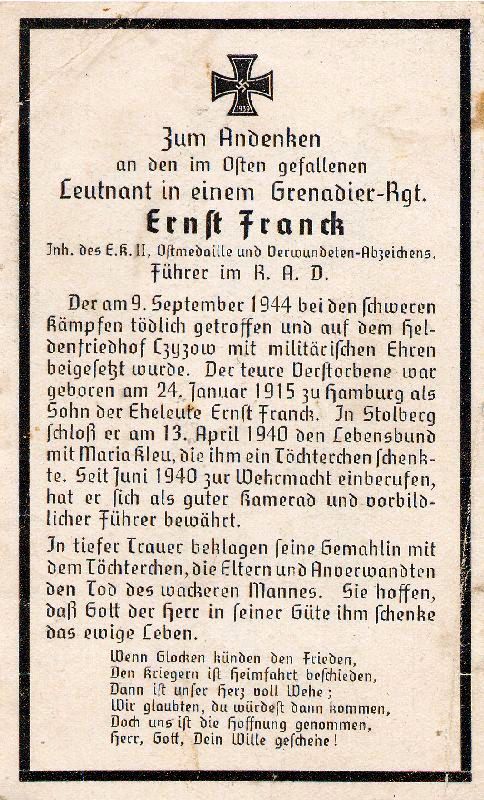 1939
Zum Andenken
an den im Osten gefallenen
Leutnant in einem Grenadier-Rgt.
Ernst Franck
Inh. des E.K.II, Ostmedaille und Verwundeten-Abzeichens.
Führer im R. A. D.
Der am 9. September 1944 bei den schweren
Kämpfen tödlich getroffen und auf dem Hel-
denfriedhof Czyzow mit militärischen Ehren
beigesetzt wurde. Der teure Verstorbene war
geboren am 24. Januar 1915 zu Hamburg als
Sohn der Eheleute Ernst Franck. In Stolberg
schloß er am 13. April 1940 den Lebensbund
mit Maria Kleu, die ihm ein Töchterchen schenk-
te. Seit Juni 1940 zur Wehrmacht einberufen,
hat er sich als guter Kamerad und vorbild-
licher Führer bewährt.
In tiefer Trauer beklagen seine Gemahlin mit
dem Töchterchen, die Eltern und Anverwandten
den Tod des wackeren Mannes. Sie hoffen,
daß Gott der Herr in seiner Güte ihm schenke
das ewige Leben.
Wenn Glocken künden den Frieden,
Den Kriegern ist Heimfahrt beschieden,
Dann ist unser Herz voll Wehe;
Wir glaubten, du würdest dann kommen,
Doch uns ist die Hoffnung genommen,
Herr, Gott, Dein Wille geschehe!